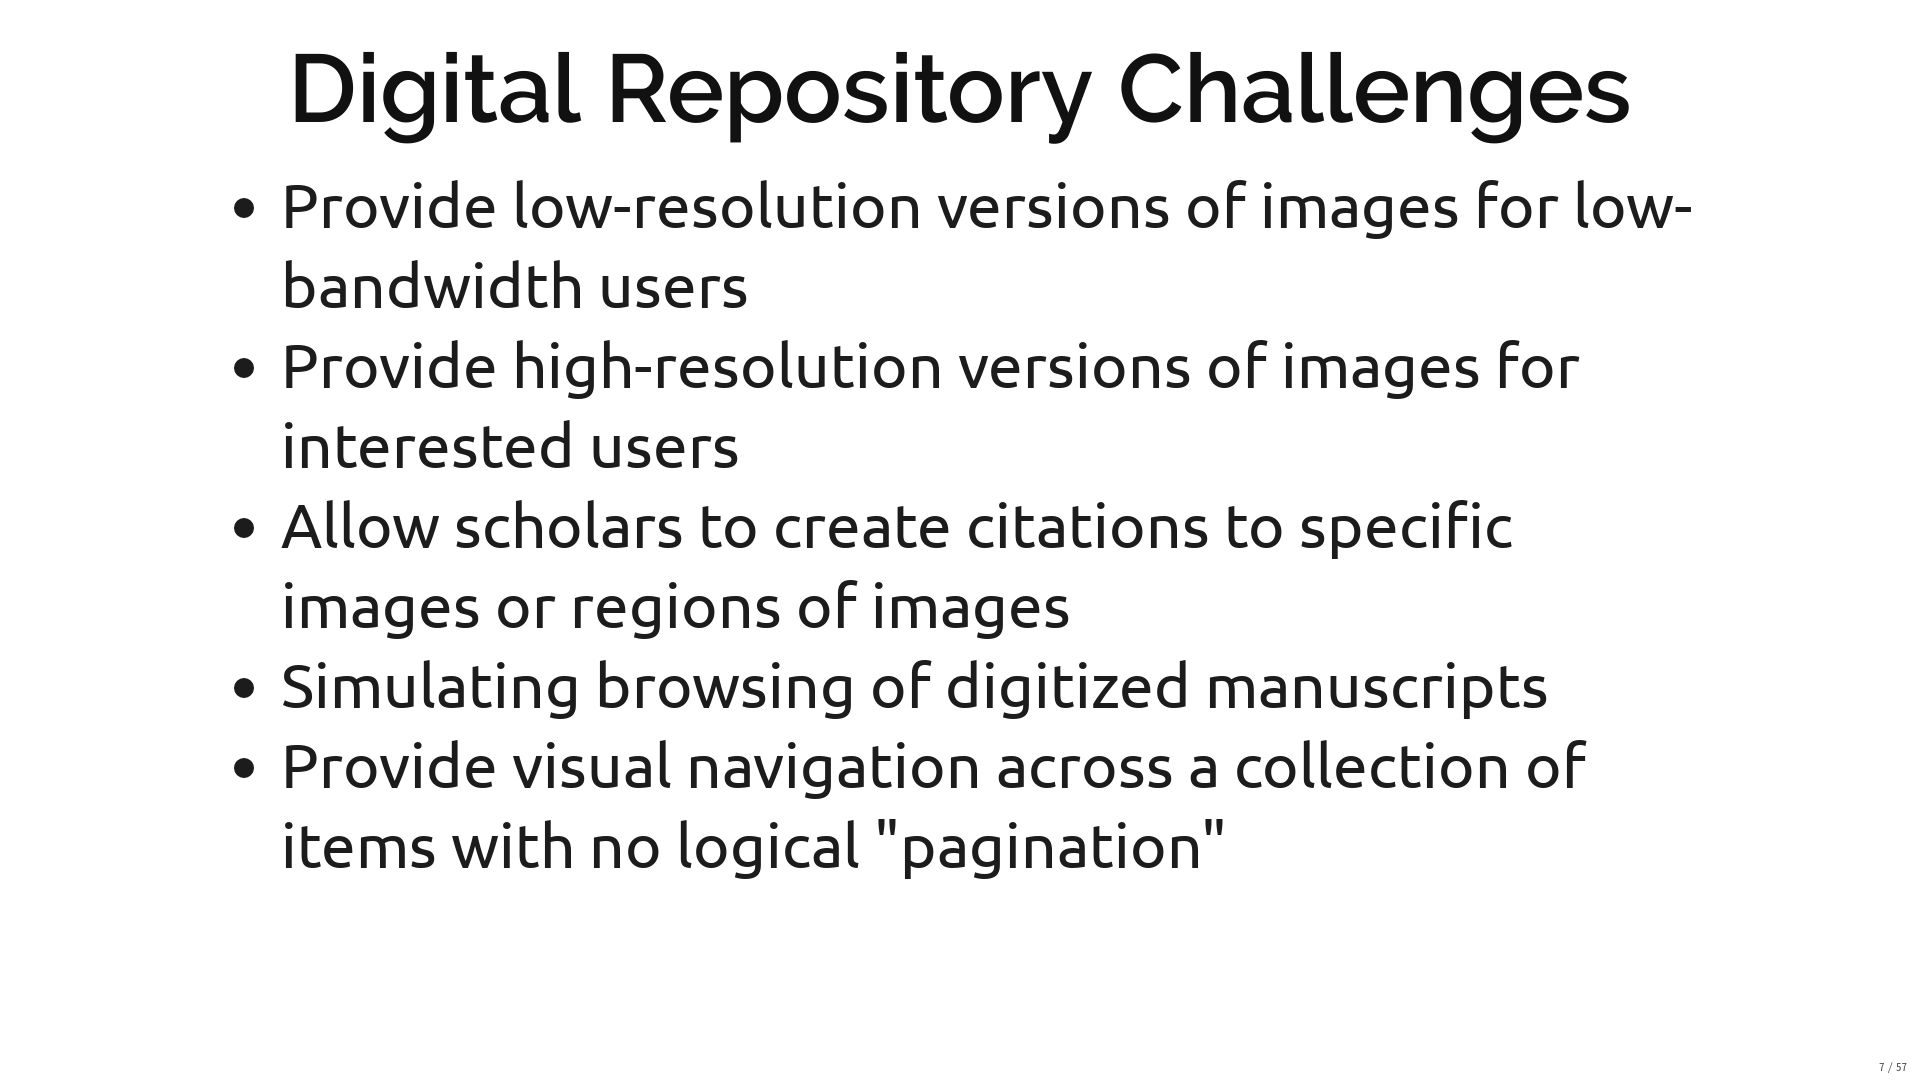 Digital Repository Challenges
• Provide low-resolution versions of images for low-
bandwidth users
• Provide high-resolution versions of images for
interested users
• Allow scholars to create citations to specific
images or regions of images
• Simulating browsing of digitized manuscripts
• Provide visual navigation across a collection of
items with no logical "pagination"
7 / 57